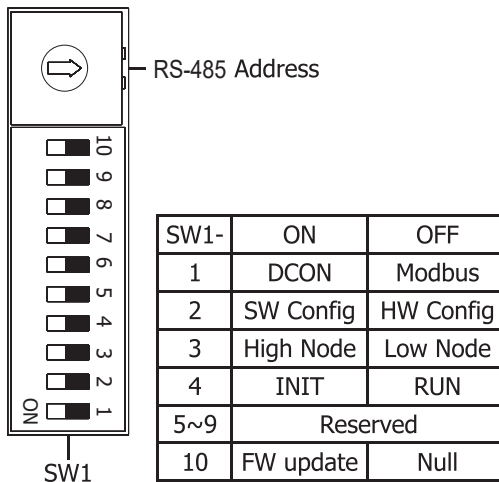 RS-485 Address
10
9
8
7
6
5
4
3
2
1
ON
SW1
SW1- ON OFF
1 DCON Modbus
2 SW Config HW Config
3 High Node Low Node
4 INIT RUN
5~9 Reserved
10 FW update Null